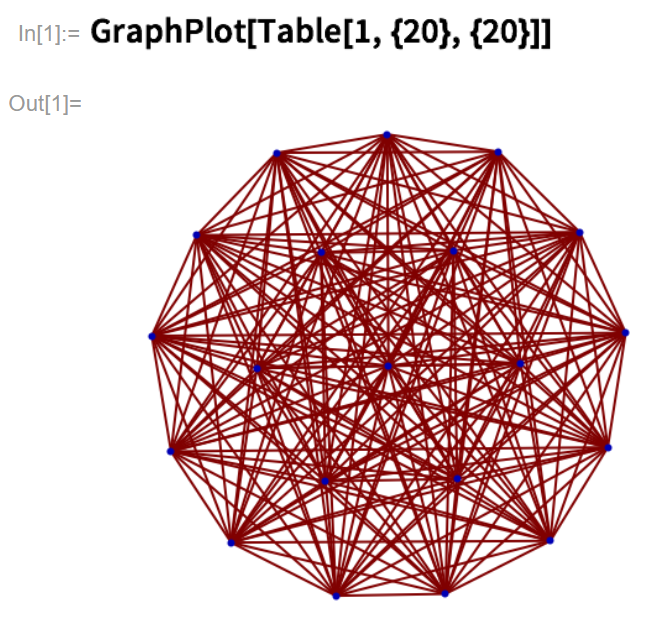 In[1]:= GraphPlot[Table[1, {20}, {20}]]
Out[1]=